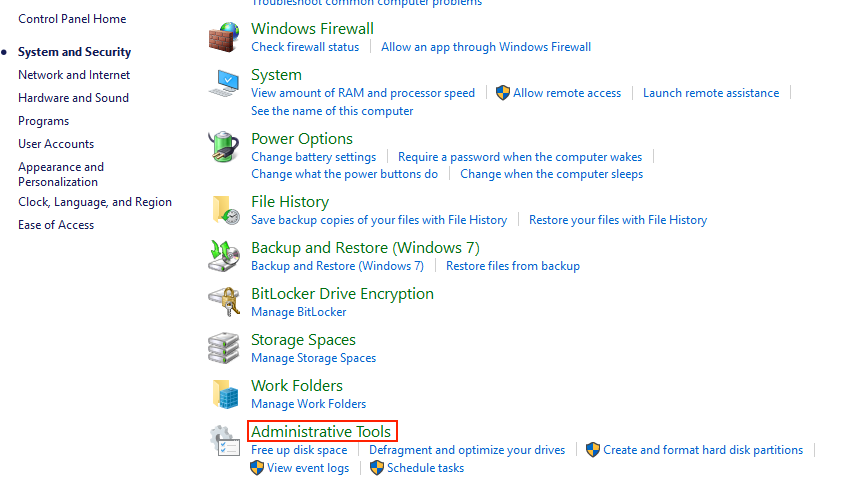 Control Panel Home
System and Security
Network and Internet
Hardware and Sound
Programs
User Accounts
Appearance and
Personalization
Clock, Language, and Region
Ease of Access
Troubleshoot common computer problems
Windows Firewall
Check firewall status
Allow an app through Windows Firewall
System
View amount of RAM and processor speed
Allow remote access
Launch remote assistance
See the name of this computer
Power Options
Change battery settings
Require a password when the computer wakes
Change what the power buttons do
Change when the computer sleeps
File History
Save backup copies of your files with File History
Restore your files with File History
Backup and Restore (Windows 7)
Backup and Restore (Windows 7)
Restore files from backup
BitLocker Drive Encryption
Manage BitLocker
Storage Spaces
Manage Storage Spaces
Work Folders
Manage Work Folders
Administrative Tools
Free up disk space
Defragment and optimize your drives
Create and format hard disk partitions
View event logs
Schedule tasks